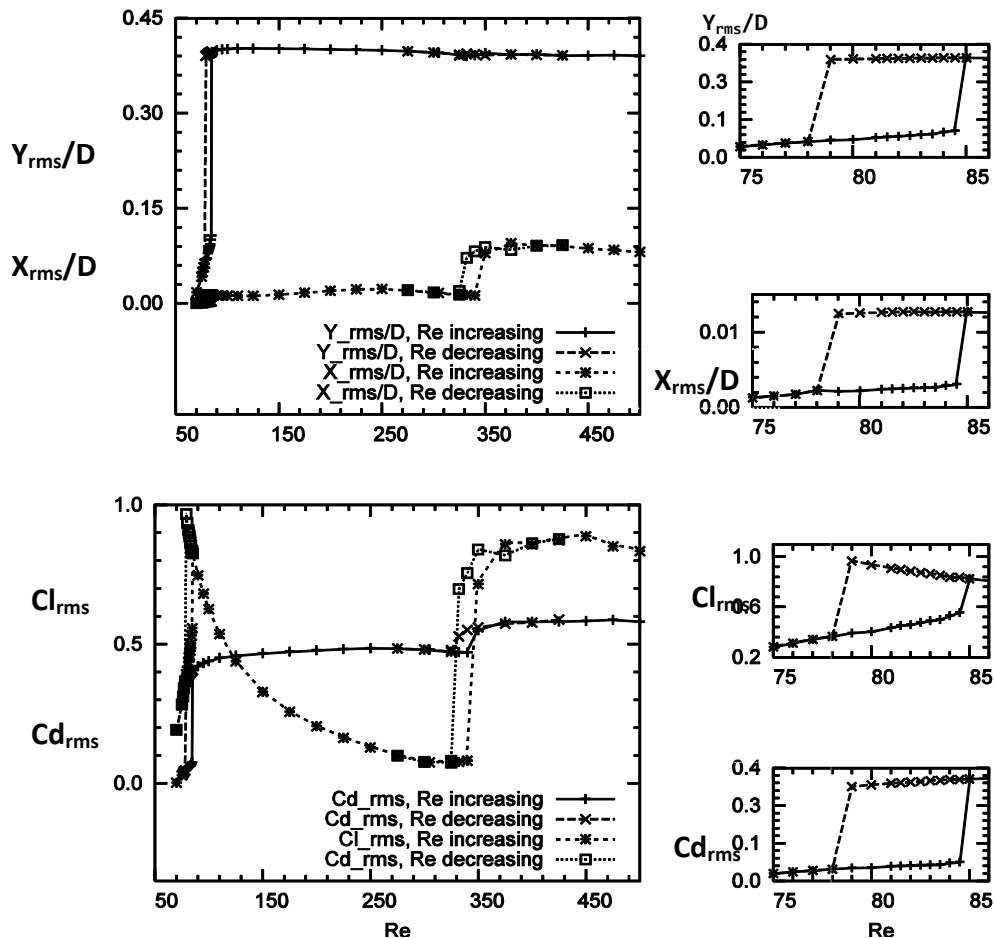 0.45
0.30
0.15
0.00
Y_rms/D
X_rms/D
Y_rms/D, Re increasing
Y_rms/D, Re decreasing
X_rms/D, Re increasing
X_rms/D, Re decreasing
50 150 250 350 450
Y_rms/D
0.4
0.3
0.1
0.0
75 80 85
0.01
X_rms/D
0.00
75 80 85
1.0
Cl_rms
0.5
Cd_rms
0.0
Cd_rms, Re increasing
Cd_rms, Re decreasing
Cl_rms, Re increasing
Cd_rms, Re decreasing
50 150 250 350 450
Re
1.0
Cl_rms
0.6
0.2
75 80 85
0.4
0.3
0.1
Cd_rms
0.0
75 80 85
Re